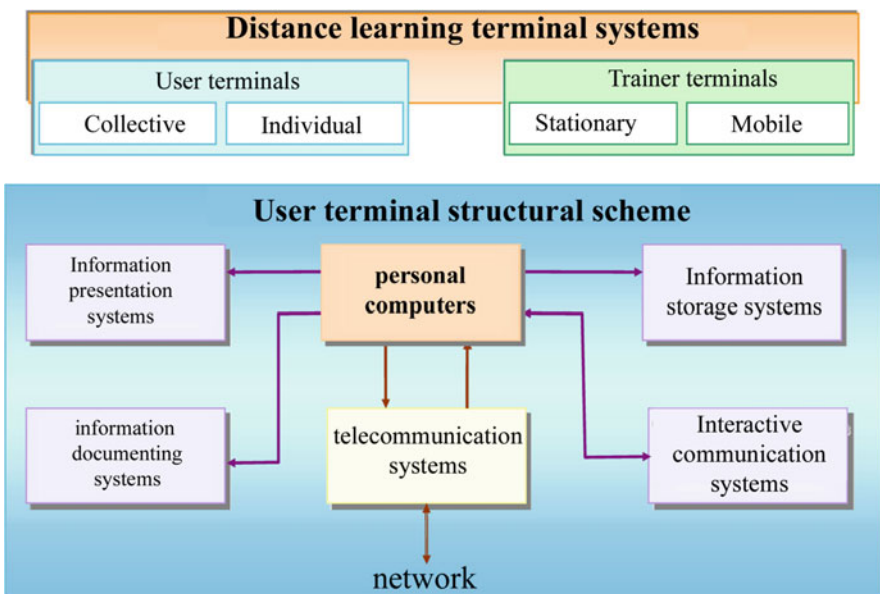 Distance learning terminal systems
User terminals
Collective
Individual
Trainer terminals
Stationary
Mobile
User terminal structural scheme
Information
presentation
systems
personal
computers
Information
storage systems
information
documenting
systems
telecommunication
systems
Interactive
communication
systems
network